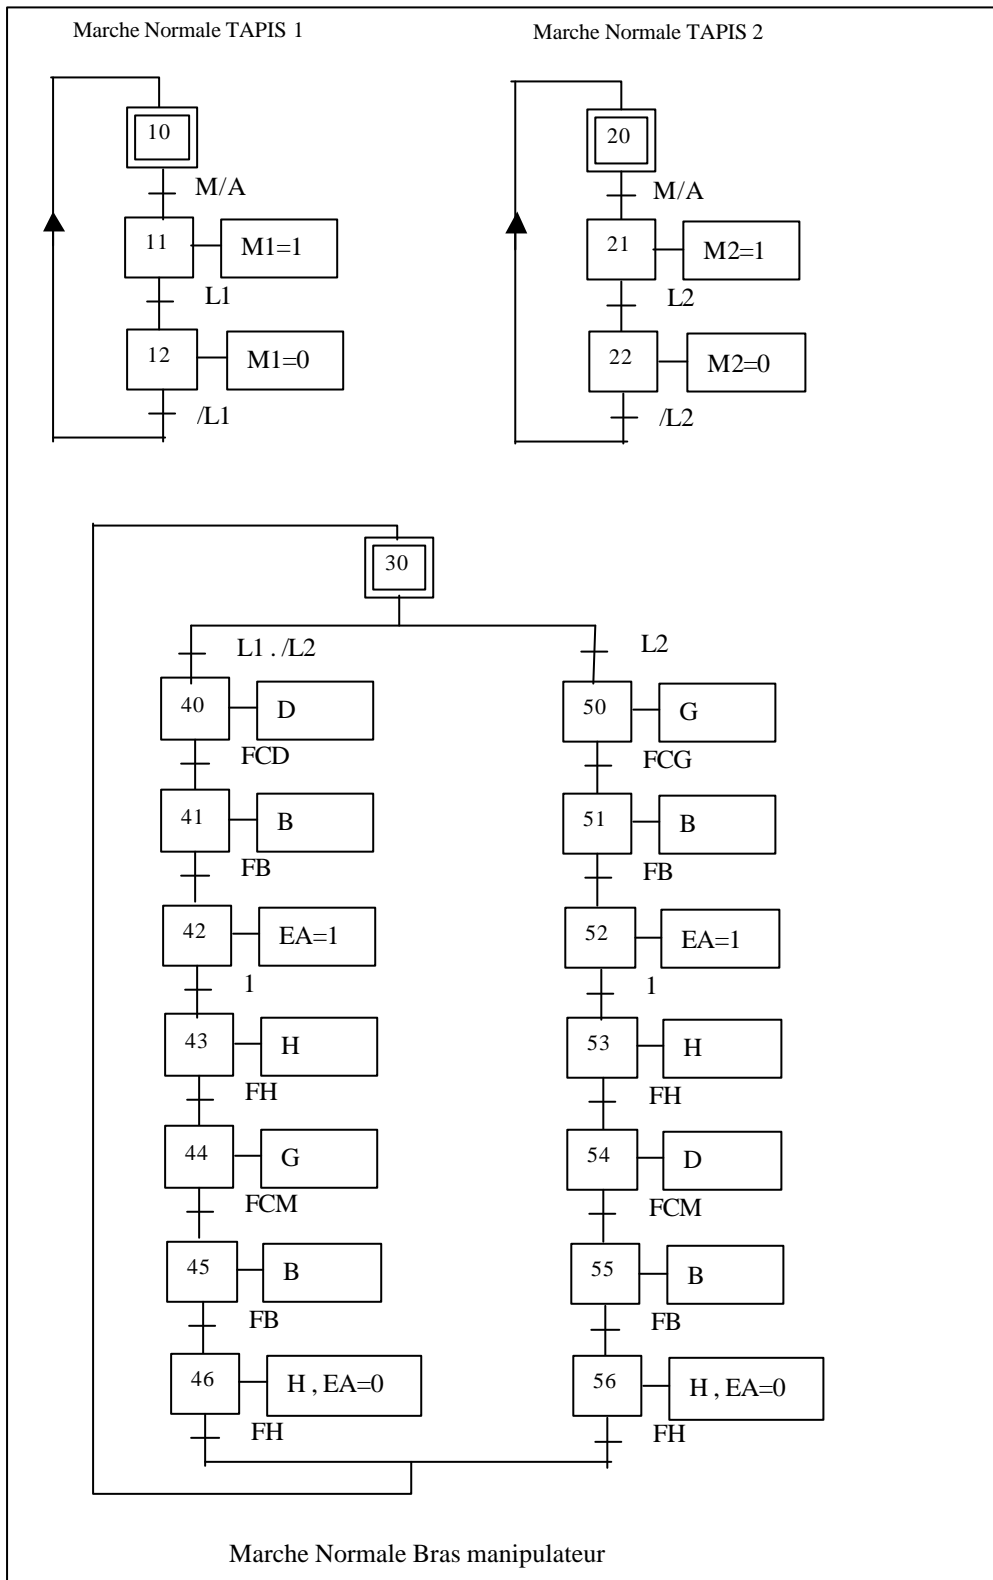 Marche Normale TAPIS 1
10
M/A
11
M1=1
L1
12
M1=0
/L1
Marche Normale TAPIS 2
20
M/A
21
M2=1
L2
22
M2=0
/L2
30
L1 . /L2
40
D
FCD
41
B
FB
42
EA=1
1
43
H
FH
44
G
FCM
45
B
FB
46
H , EA=0
FH
L2
50
G
FCG
51
B
FB
52
EA=1
1
53
H
FH
54
D
FCM
55
B
FB
56
H , EA=0
FH
Marche Normale Bras manipulateur